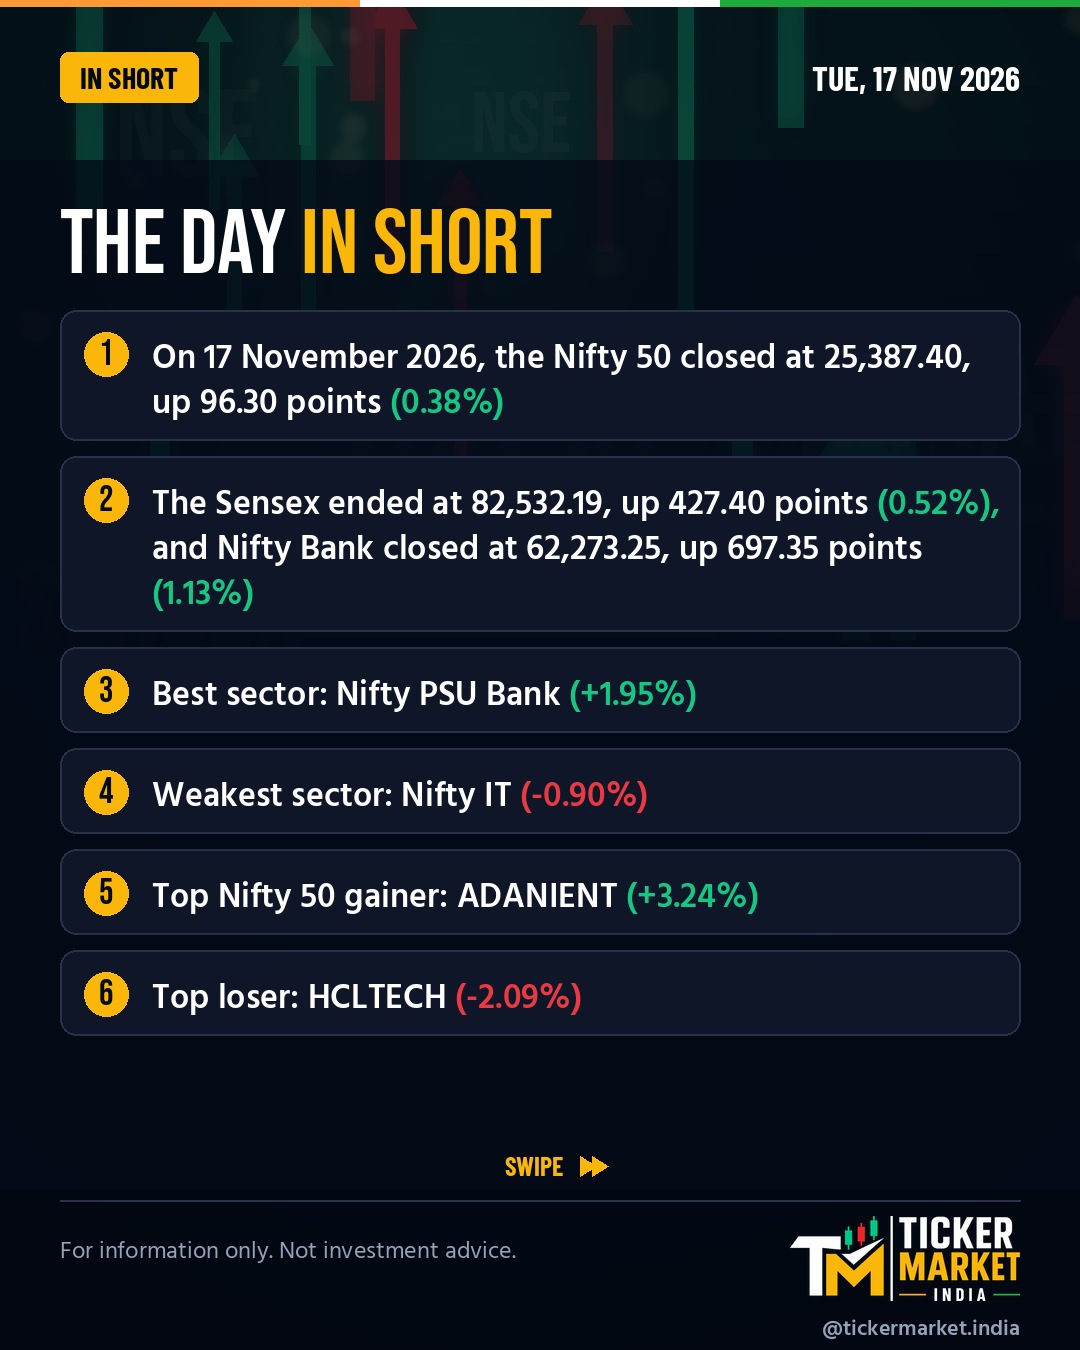 IN SHORT
TUE, 17 NOV 2026
NSE
NSE
THE DAY IN SHORT
1
On 17 November 2026, the Nifty 50 closed at 25,387.40,
up 96.30 points (0.38%)
2
The Sensex ended at 82,532.19, up 427.40 points (0.52%),
and Nifty Bank closed at 62,273.25, up 697.35 points
(1.13%)
3
Best sector: Nifty PSU Bank (+1.95%)
4
Weakest sector: Nifty IT (-0.90%)
5
Top Nifty 50 gainer: ADANIENT (+3.24%)
6
Top loser: HCLTECH (-2.09%)
SWIPE
For information only. Not investment advice.
TM
TICKER
MARKET
INDIA
@tickermarket.india